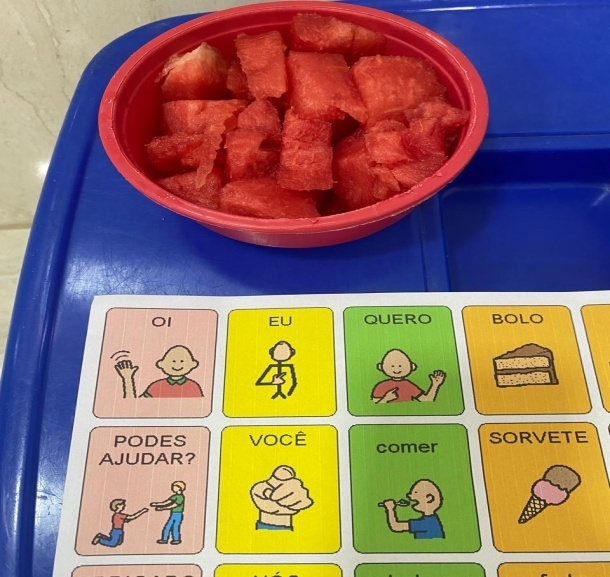 OI
EU
QUERO
BOLO
PODES
AJUDAR?
VOCÊ
comer
SORVETE